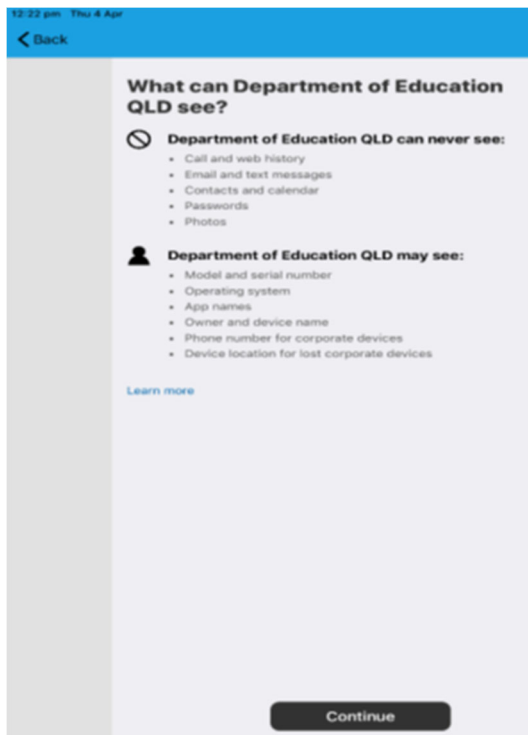 12:22 pm Thu 4 Apr
Back
What can Department of Education
QLD see?
Department of Education QLD can never see:
• Call and web history
• Email and text messages
• Contacts and calendar
• Passwords
• Photos
Department of Education QLD may see:
• Model and serial number
• Operating system
• App names
• Owner and device name
• Phone number for corporate devices
• Device location for lost corporate devices
Learn more
Continue